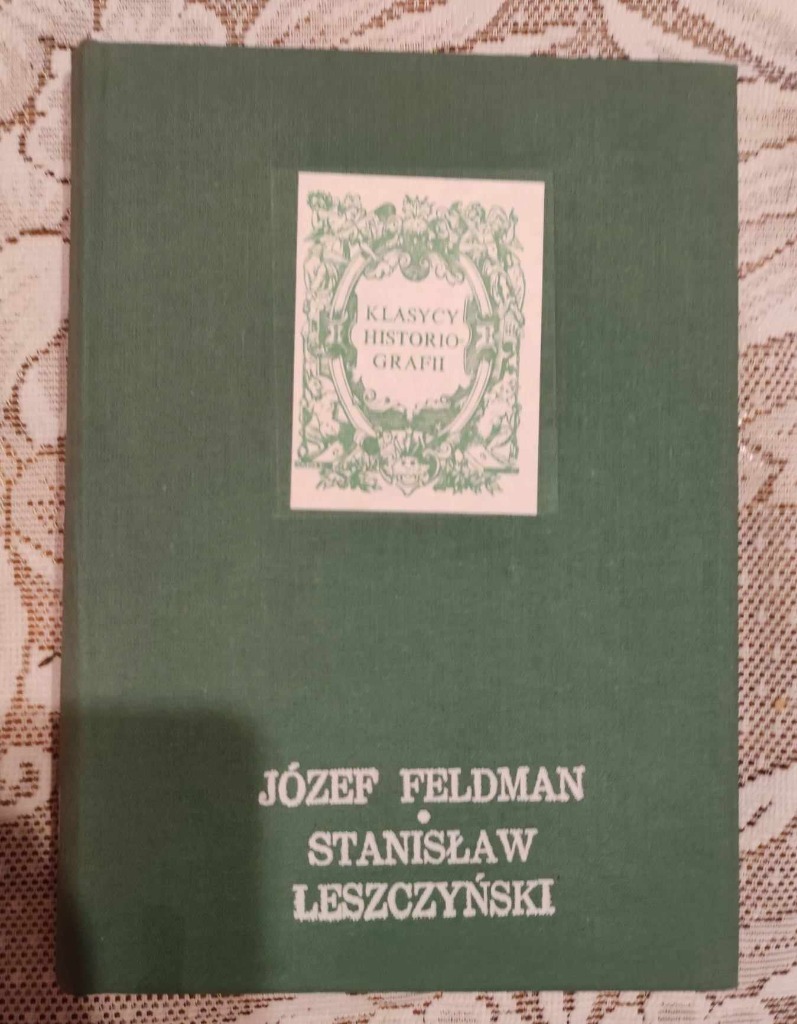 KLASYCY
HISTORIO-
GRAFII
JÓZEF FELDMAN
•
STANISŁAW
LESZCZYŃSKI